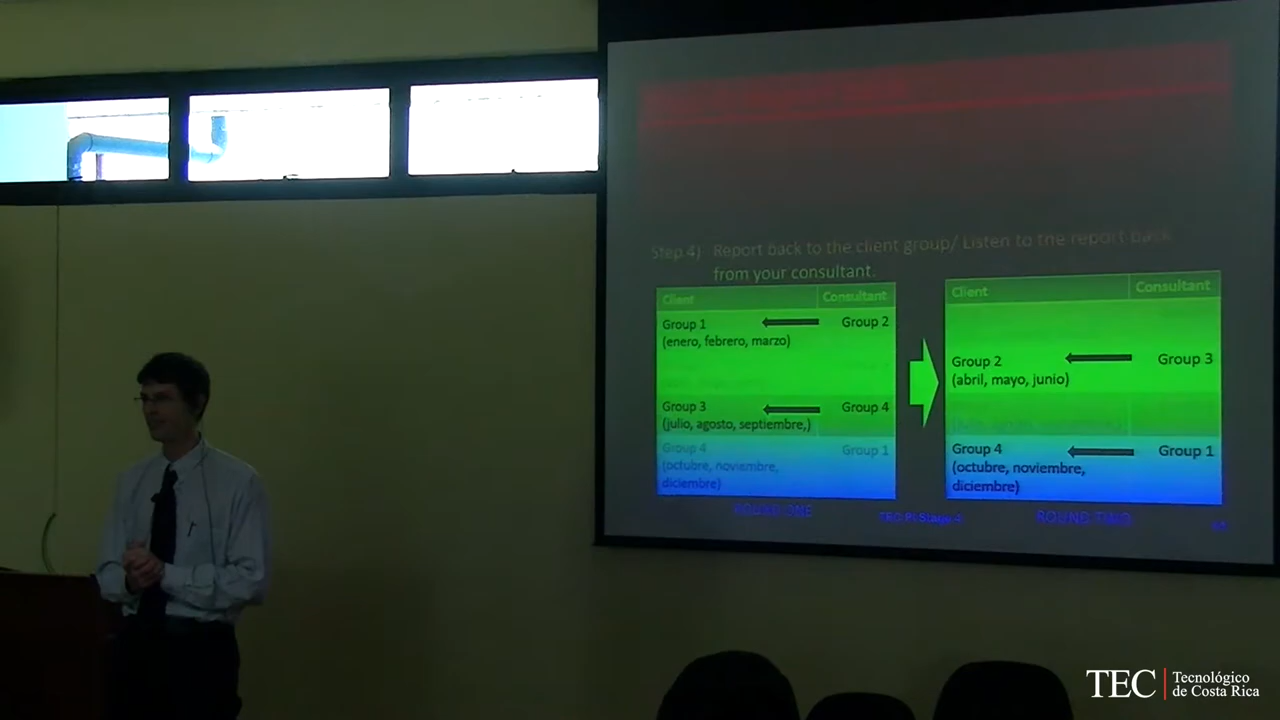 Step 4) Report back to the client group/ Listen to the report back
from your consultant.
Client Consultant
Group 1 Group 2
(enero, febrero, marzo)
Group 3 Group 4
(julio, agosto, septiembre,)
Group 4 Group 1
(octubre, noviembre,
diciembre)
ROUND ONE
Client Consultant
Group 2 Group 3
(abril, mayo, junio)
Group 4 Group 1
(octubre, noviembre,
diciembre)
ROUND TWO
TEC
Tecnológico
de Costa Rica